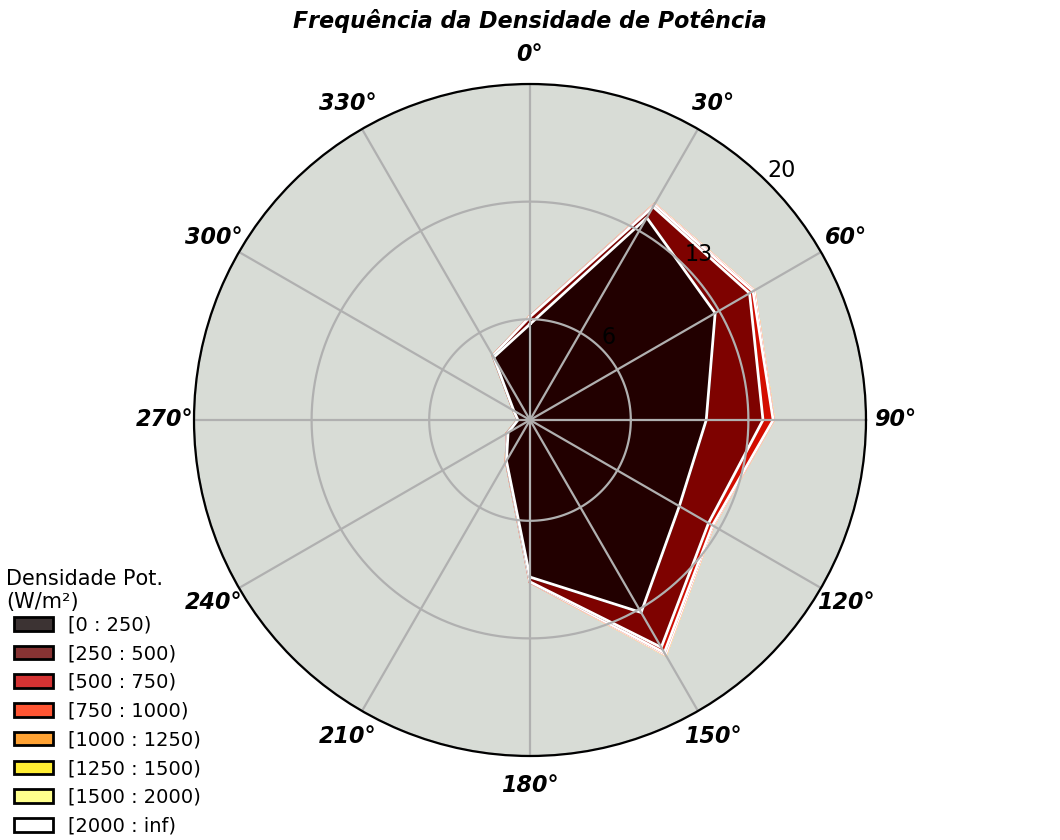 Frequência da Densidade de Potência
0°
330°
30°
20
300°
60°
13
6
270°
90°
240°
120°
210°
150°
180°
Densidade Pot.
(W/m²)
[0 : 250)
[250 : 500)
[500 : 750)
[750 : 1000)
[1000 : 1250)
[1250 : 1500)
[1500 : 2000)
[2000 : inf)